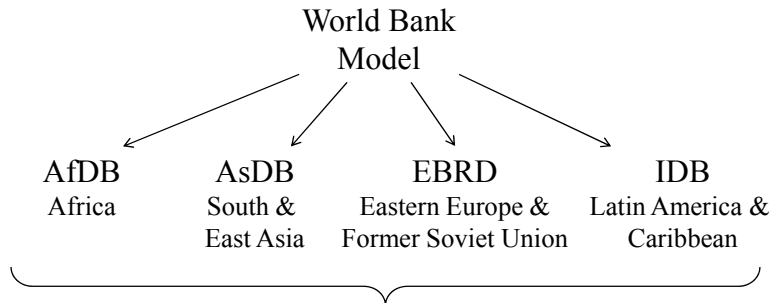 World Bank
Model
AfDB
Africa
AsDB
South &
East Asia
EBRD
Eastern Europe &
Former Soviet Union
IDB
Latin America &
Caribbean